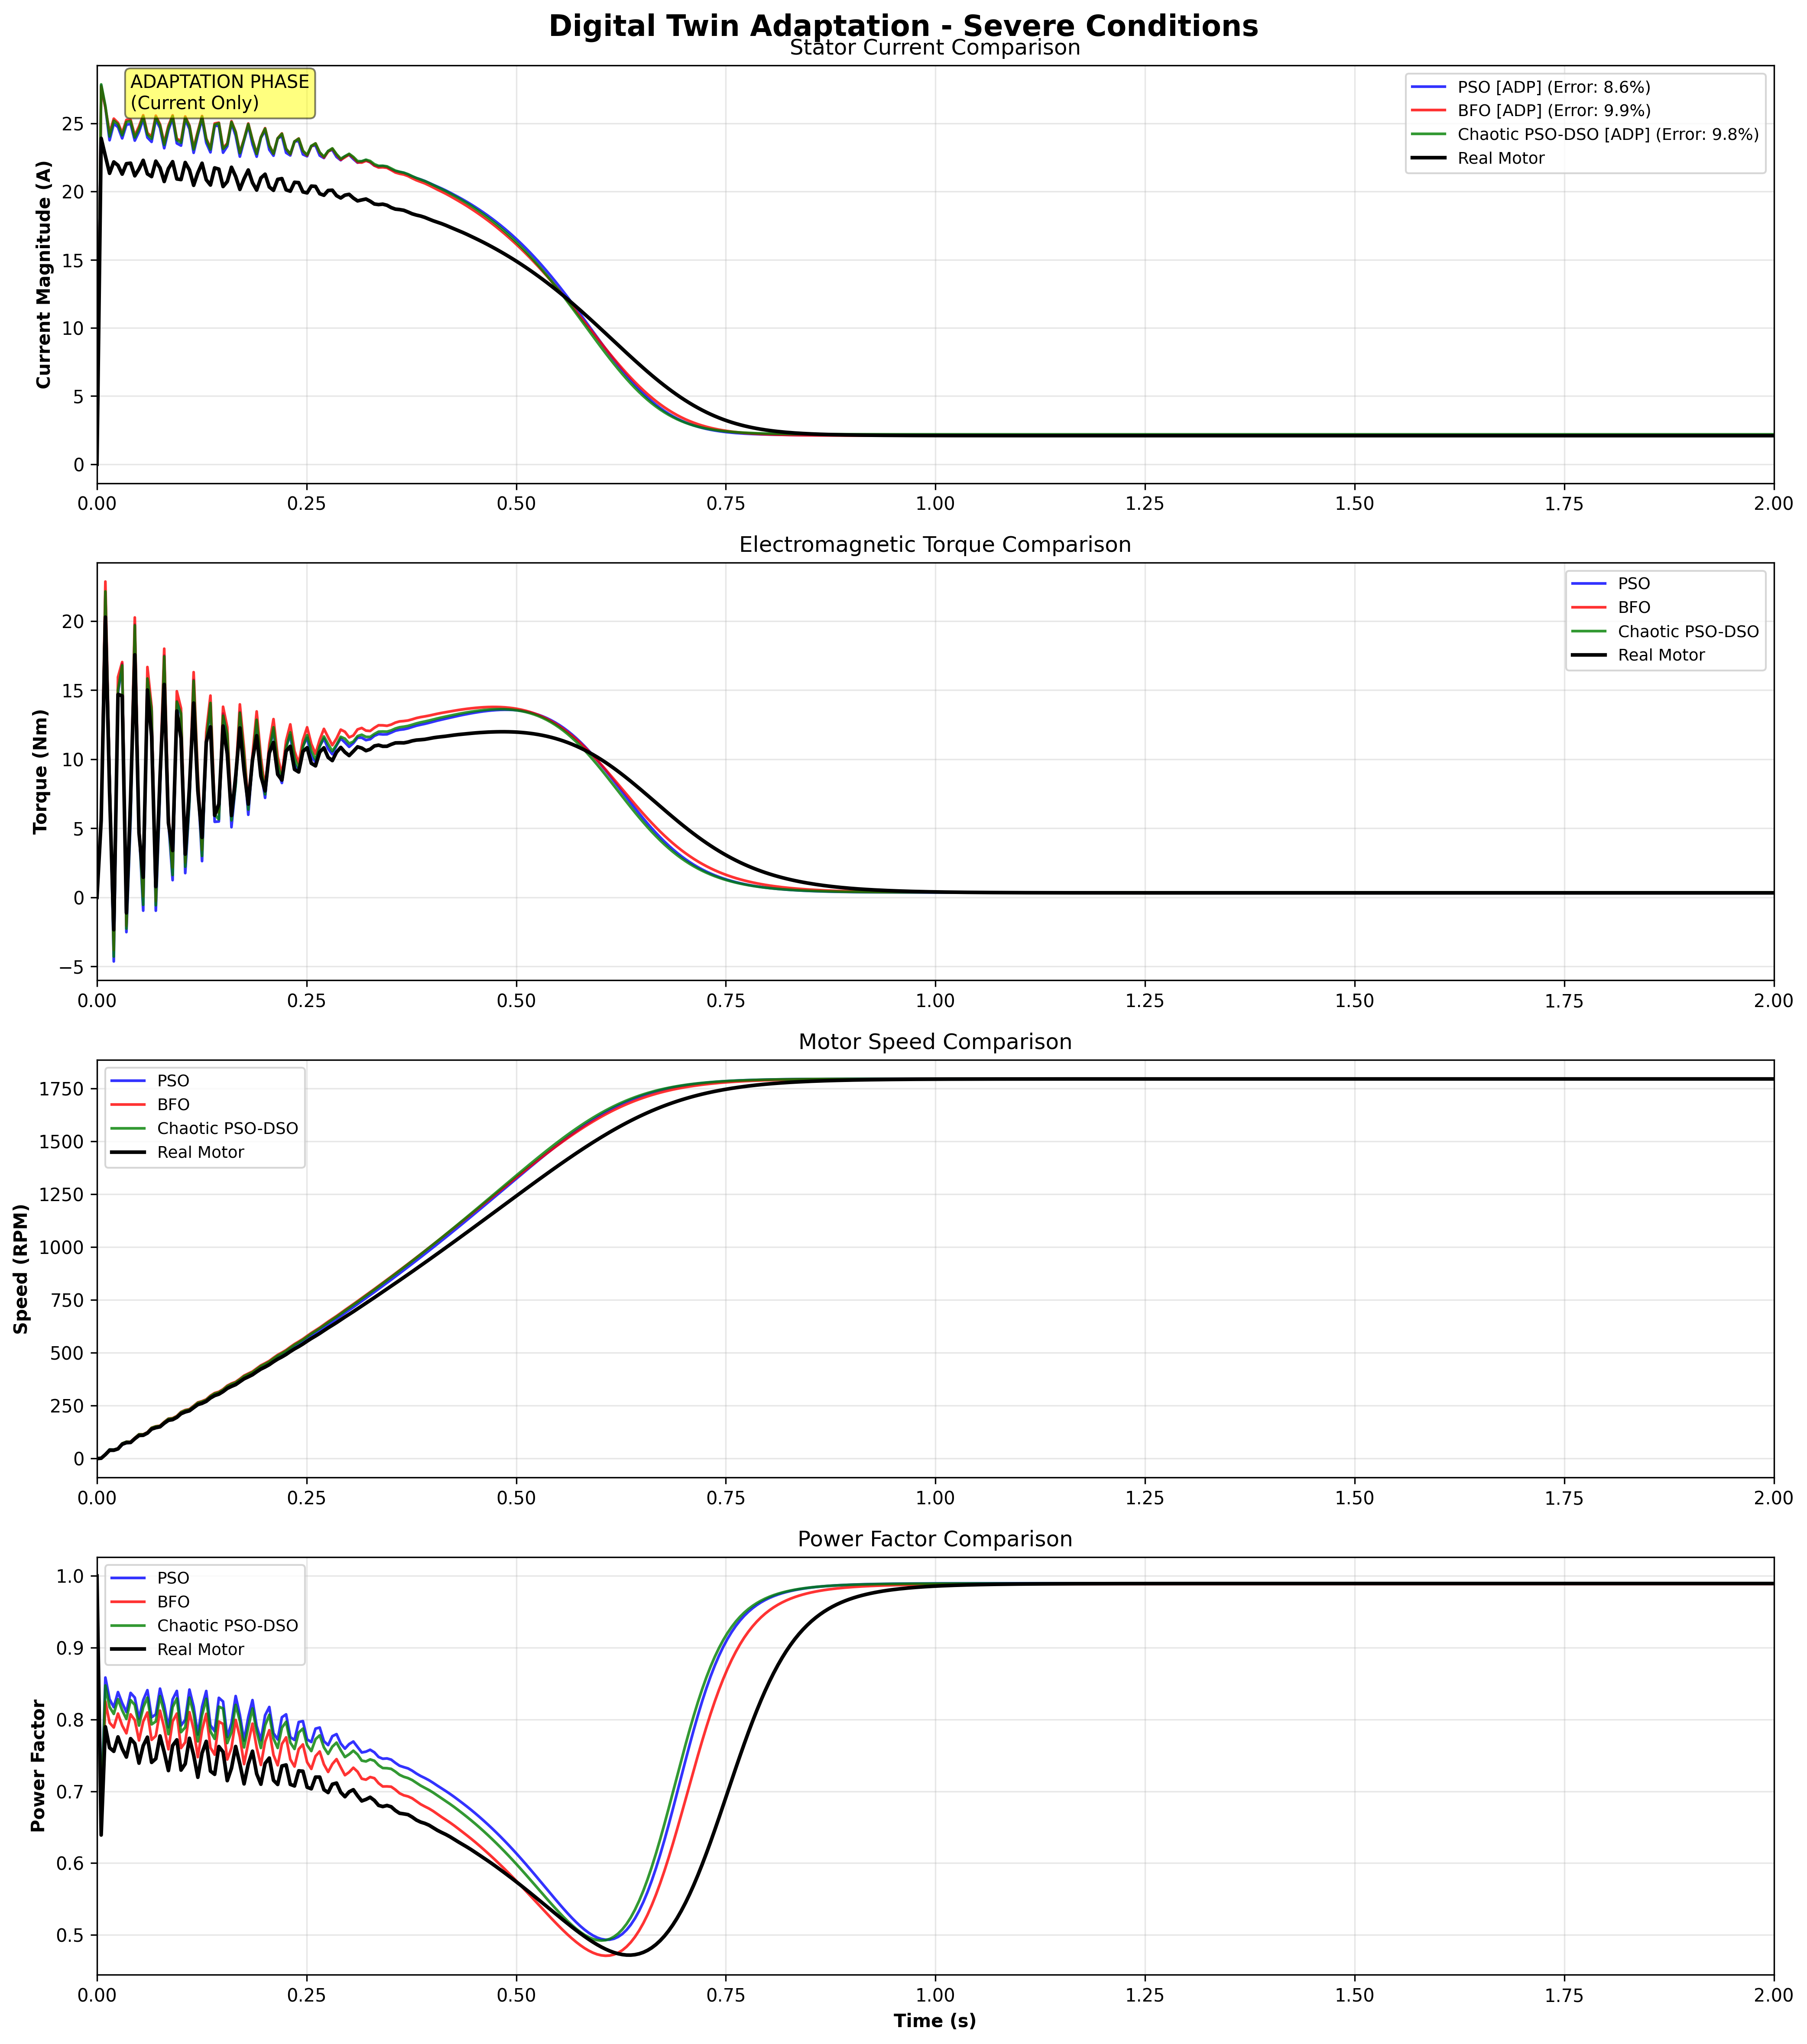 Digital Twin Adaptation - Severe Conditions
Stator Current Comparison
ADAPTATION PHASE
(Current Only)
PSO [ADP] (Error: 8.6%)
BFO [ADP] (Error: 9.9%)
Chaotic PSO-DSO [ADP] (Error: 9.8%)
Real Motor
Current Magnitude (A)
25
20
15
10
5
0
0.00 0.25 0.50 0.75 1.00 1.25 1.50 1.75 2.00
Electromagnetic Torque Comparison
PSO
BFO
Chaotic PSO-DSO
Real Motor
Torque (Nm)
20
15
10
5
0
−5
0.00 0.25 0.50 0.75 1.00 1.25 1.50 1.75 2.00
Motor Speed Comparison
PSO
BFO
Chaotic PSO-DSO
Real Motor
Speed (RPM)
1750
1500
1250
1000
750
500
250
0
0.00 0.25 0.50 0.75 1.00 1.25 1.50 1.75 2.00
Power Factor Comparison
PSO
BFO
Chaotic PSO-DSO
Real Motor
Power Factor
1.0
0.9
0.8
0.7
0.6
0.5
0.00 0.25 0.50 0.75 1.00 1.25 1.50 1.75 2.00
Time (s)